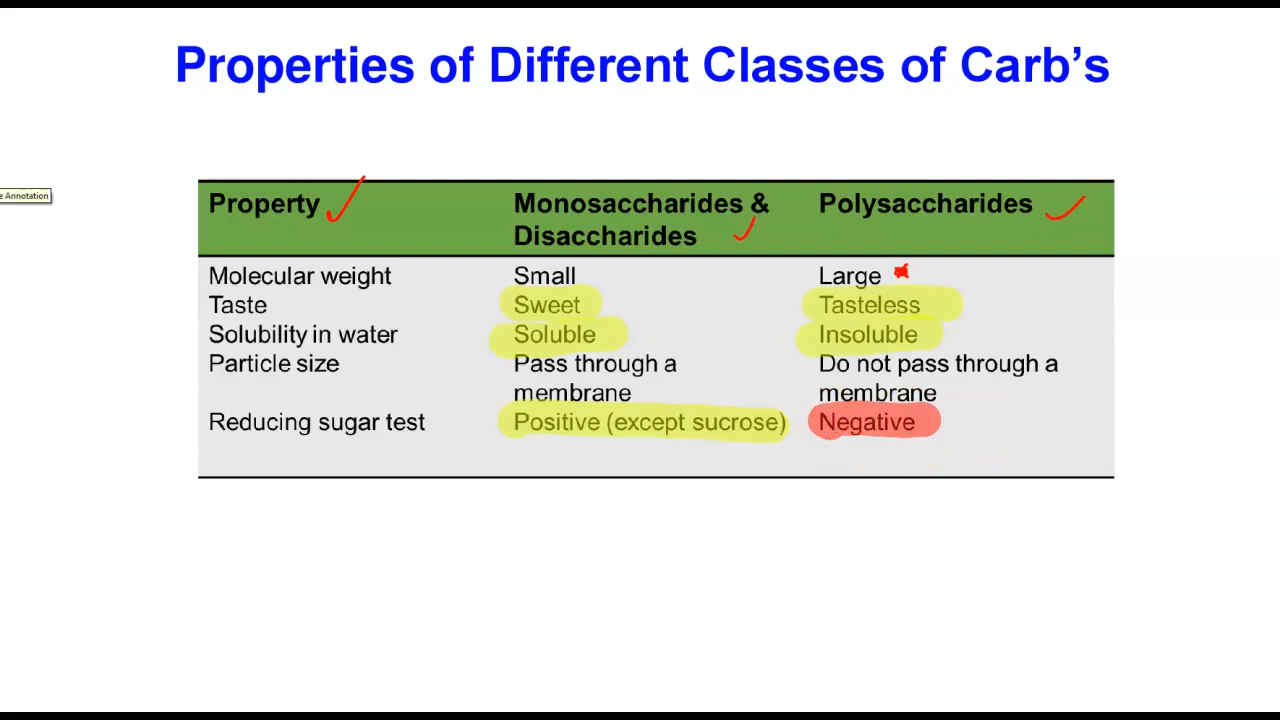 Properties of Different Classes of Carb's
e Annotation
Property Monosaccharides & Polysaccharides
Disaccharides
Molecular weight Small Large
Taste Sweet Tasteless
Solubility in water Soluble Insoluble
Particle size Pass through a Do not pass through a
membrane membrane
Reducing sugar test Positive (except sucrose) Negative